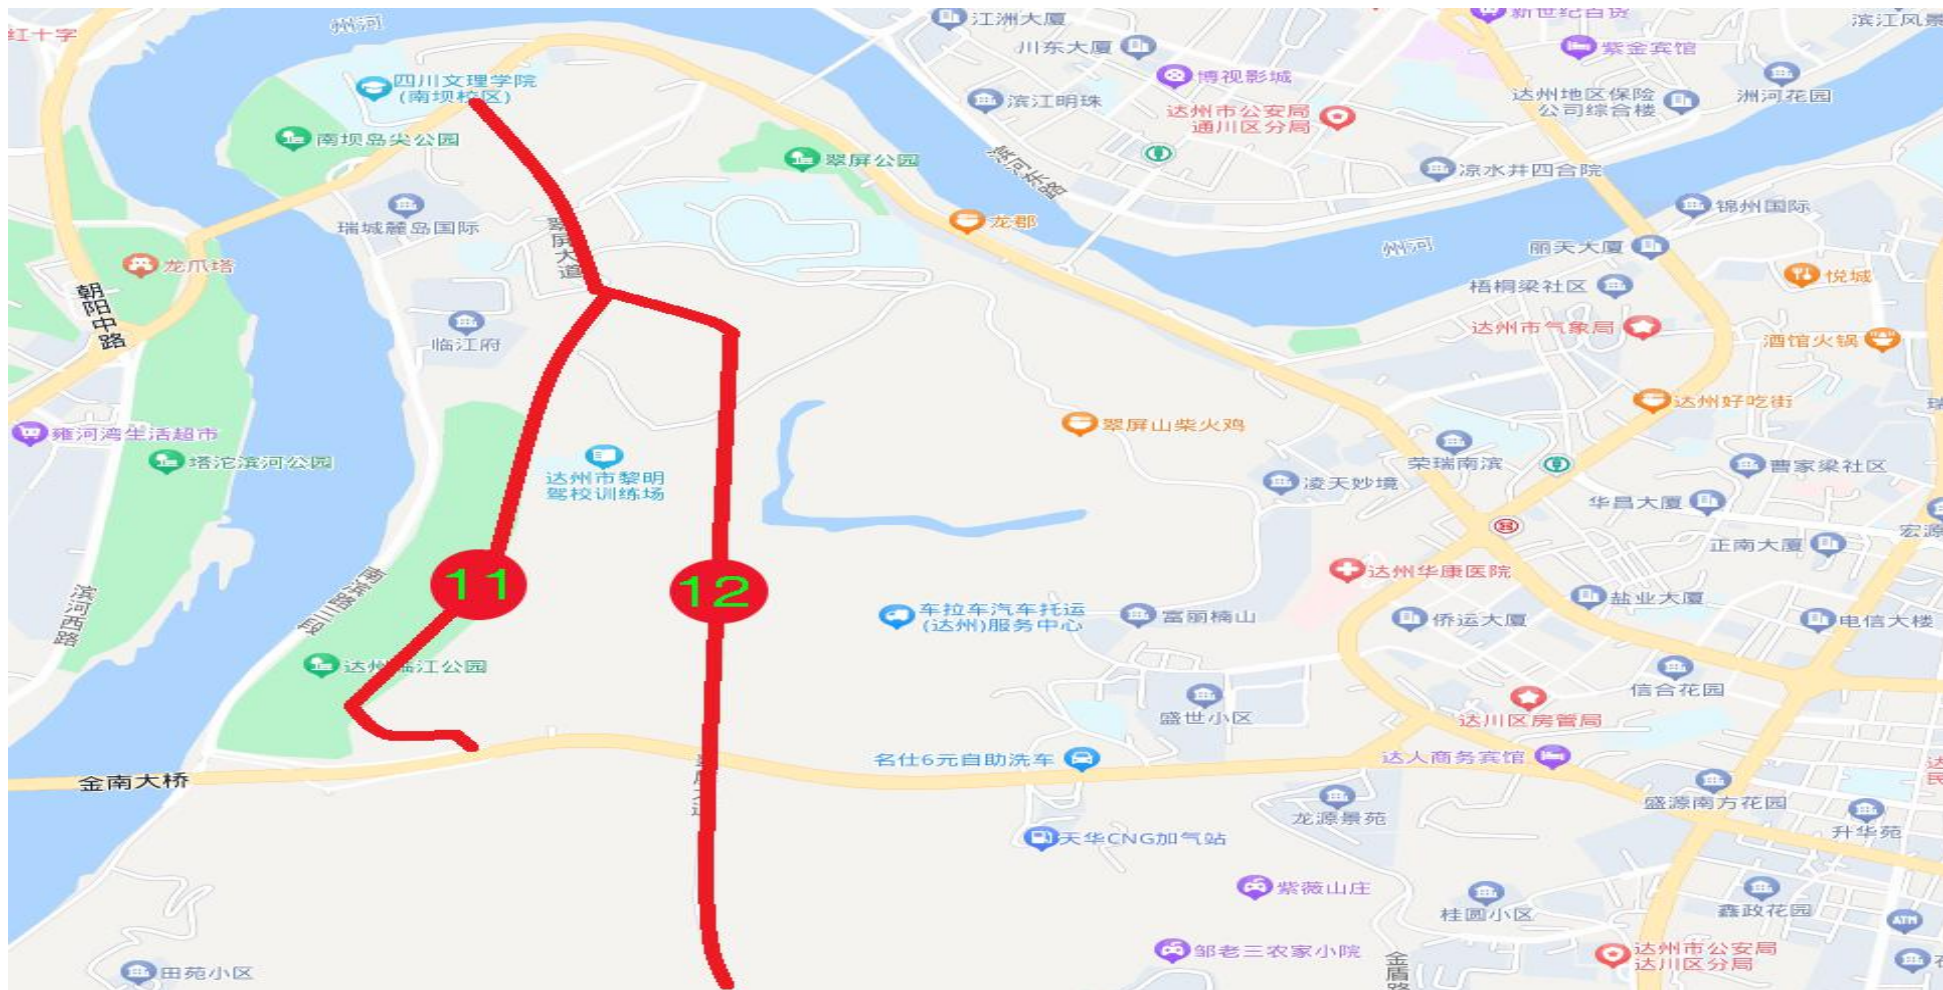 州河
江洲大厦
新世纪百货
滨江风景
红十字
川东大厦
紫金宾馆
四川文理学院
(南坝校区)
博视影城
滨江明珠
达州市公安局
通川区分局
达州地区保险
公司综合楼
洲河花园
南坝岛尖公园
翠屏公园
滨河东路
凉水井四合院
瑞城麓岛国际
翠屏大道
龙郡
锦州国际
州河
丽天大厦
龙爪塔
悦城
梧桐梁社区
朝阳中路
临江府
达州市气象局
酒馆火锅
达州好吃街
瑞
雍河湾生活超市
塔沱滨河公园
翠屏山柴火鸡
达州市黎明
驾校训练场
荣瑞南滨
曹家梁社区
凌天妙境
华昌大厦
宏源
正南大厦
11
12
达州华康医院
滨河西路
南滨路三段
车拉车汽车托运
(达州)服务中心
富丽楠山
盐业大厦
侨运大厦
电信大楼
达州临江公园
信合花园
盛世小区
达川区房管局
金南大桥
名仕6元自助洗车
达人商务宾馆
达
民
龙源景苑
盛源南方花园
升华苑
天华CNG加气站
紫薇山庄
桂圆小区
鑫政花园
ATM
田苑小区
邹老三农家小院
金盾路
达州市公安局
达川区分局